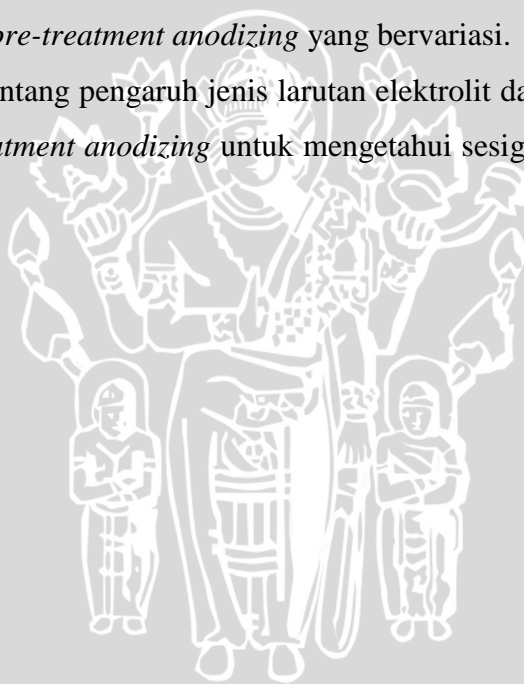 pre-treatment anodizing yang bervariasi.
ntang pengaruh jenis larutan elektrolit da
atment anodizing untuk mengetahui sesig